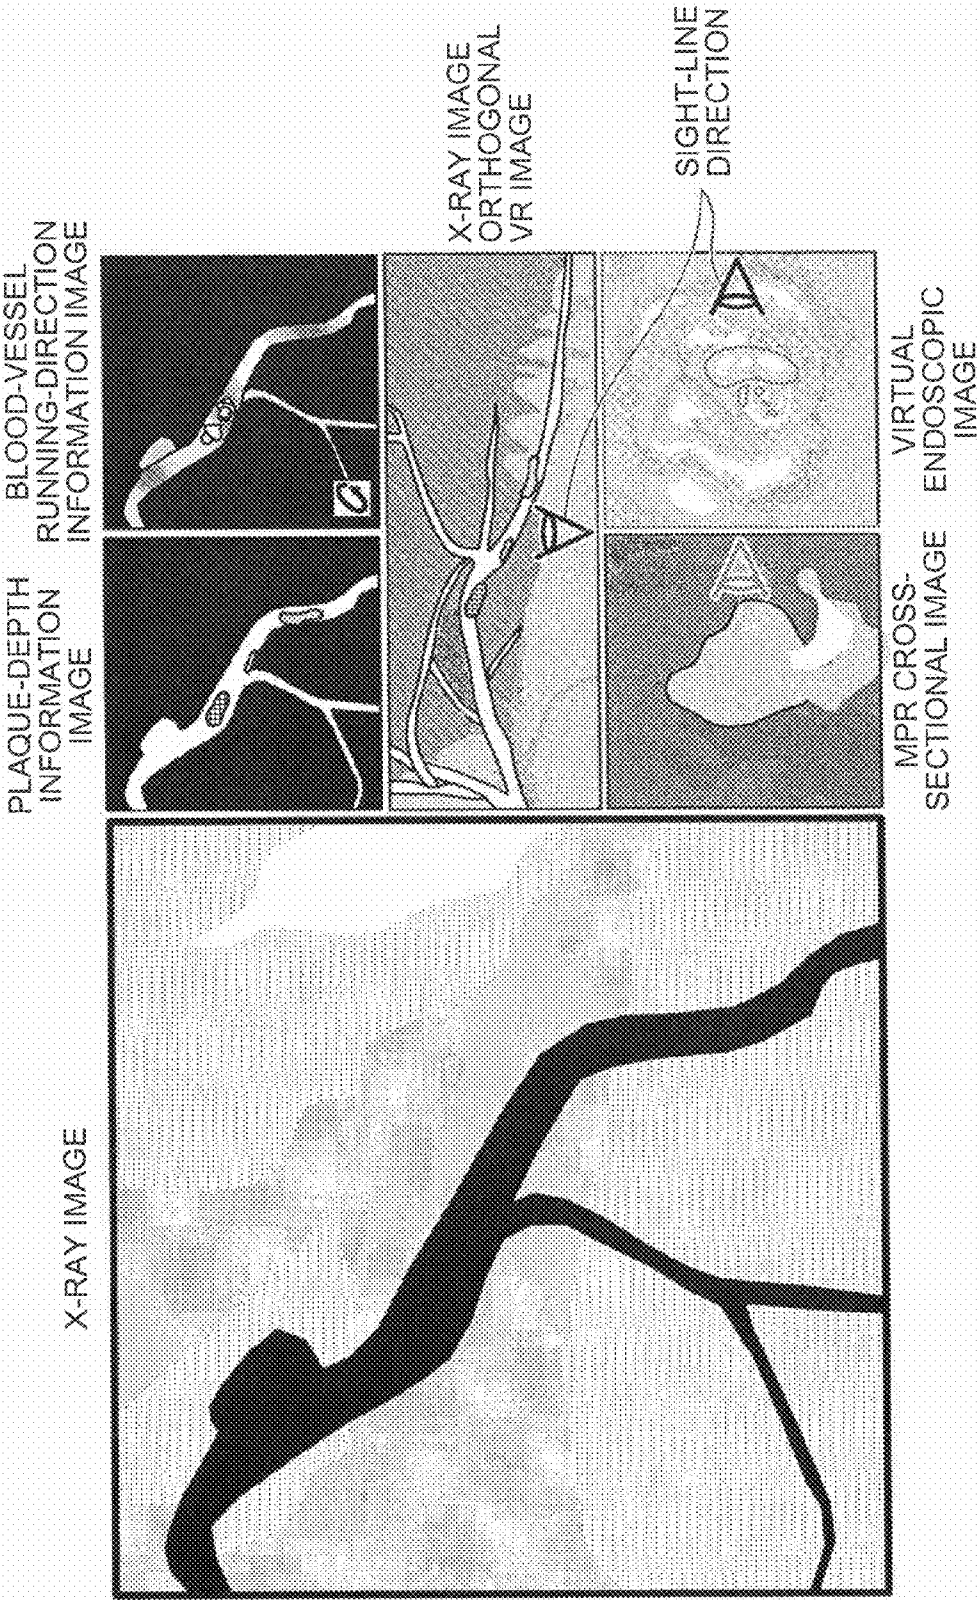 X-RAY IMAGE
PLAQUE-DEPTH
INFORMATION
IMAGE
BLOOD-VESSEL
RUNNING-DIRECTION
INFORMATION IMAGE
X-RAY IMAGE
ORTHOGONAL
VR IMAGE
SIGHT-LINE
DIRECTION
MPR CROSS-
SECTIONAL IMAGE
VIRTUAL
ENDOSCOPIC
IMAGE